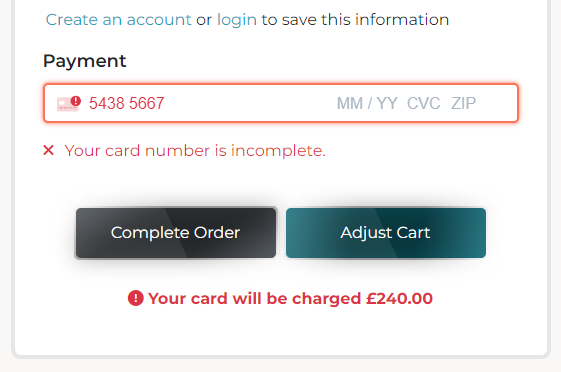 Create an account or login to save this information
Payment
5438 5667 MM / YY CVC ZIP
Your card number is incomplete.
Complete Order Adjust Cart
Your card will be charged £240.00